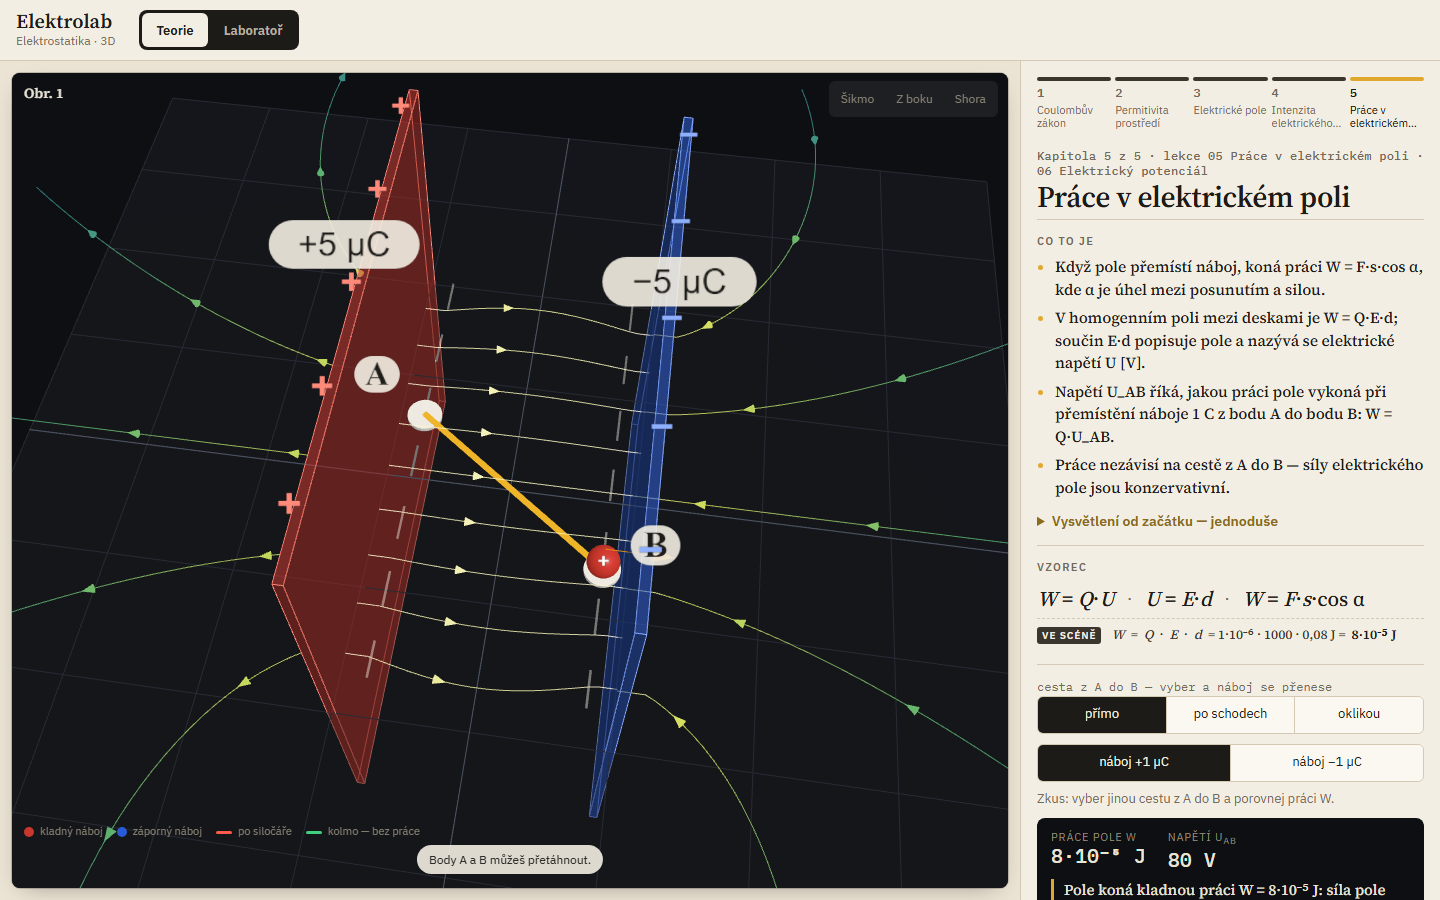 Elektrolab
Elektrostatika · 3D
Teorie
Laboratoř
Obr. 1
Šikmo
Z boku
Shora
+5 μC
−5 μC
A
B
kladný náboj
záporný náboj
po siločáře
kolmo — bez práce
Body A a B můžeš přetáhnout.
1
Coulombův
zákon
2
Permitivita
prostředí
3
Elektrické pole
4
Intenzita
elektrického…
5
Práce v
elektrickém…
Kapitola 5 z 5 · lekce 05 Práce v elektrickém poli ·
06 Elektrický potenciál
Práce v elektrickém poli
CO TO JE
Když pole přemístí náboj, koná práci W = F·s·cos α,
kde α je úhel mezi posunutím a silou.
V homogenním poli mezi deskami je W = Q·E·d;
součin E·d popisuje pole a nazývá se elektrické
napětí U [V].
Napětí U_AB říká, jakou práci pole vykoná při
přemístění náboje 1 C z bodu A do bodu B: W =
Q·U_AB.
Práce nezávisí na cestě z A do B — síly elektrického
pole jsou konzervativní.
Vysvětlení od začátku — jednoduše
VZOREC
W = Q·U · U = E·d · W = F·s·cos α
VE SCÉNĚ W = Q · E · d = 1·10⁻⁶ · 1000 · 0,08 J = 8·10⁻⁵ J
cesta z A do B — vyber a náboj se přenese
přímo
po schodech
oklikou
náboj +1 μC
náboj −1 μC
Zkus: vyber jinou cestu z A do B a porovnej práci W.
PRÁCE POLE W
8·10⁻⁵ J
NAPĚTÍ U_AB
80 V
Pole koná kladnou práci W = 8·10⁻⁵ J: síla pole